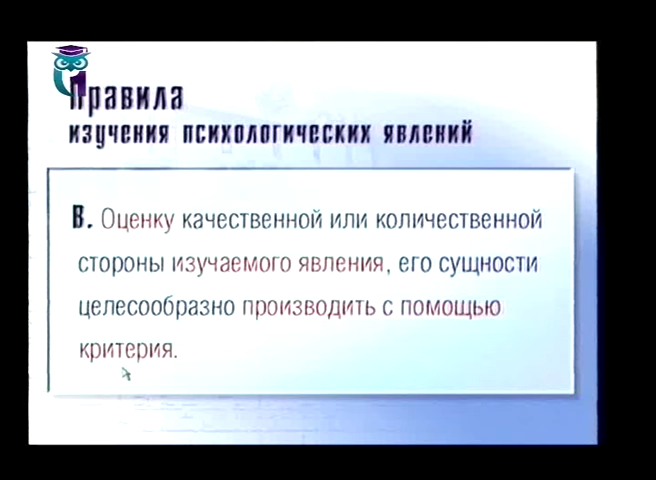 Правила
изучения психологических явлений
В. Оценку качественной или количественной
стороны изучаемого явления, его сущности
целесообразно производить с помощью
критерия.